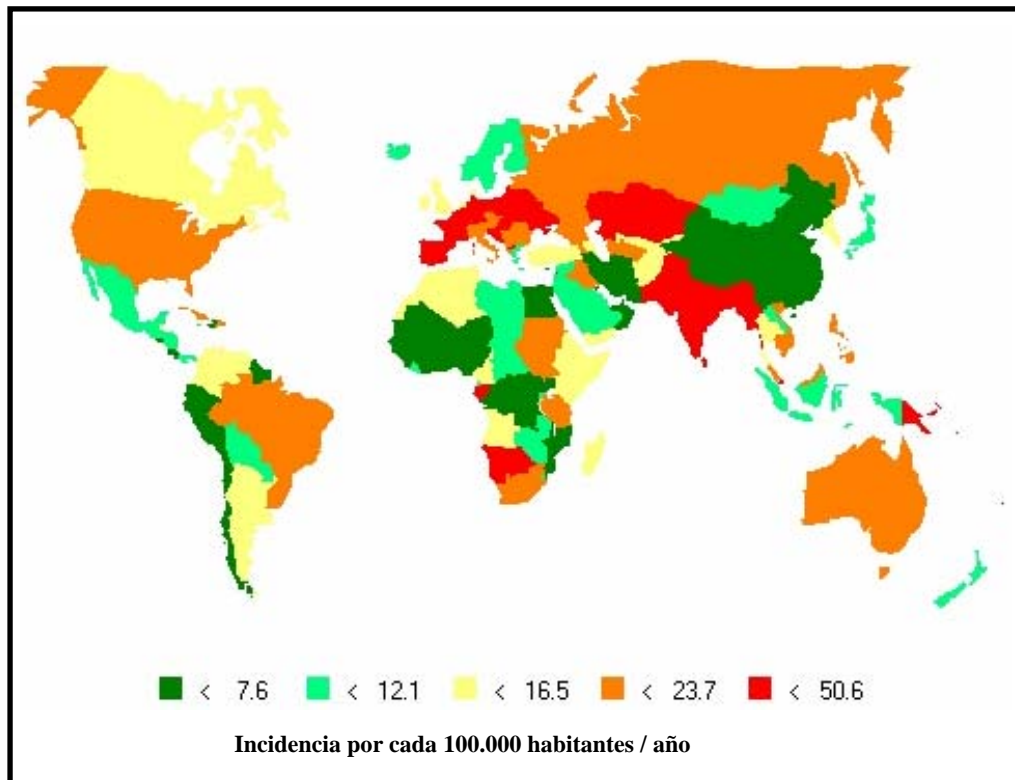 < 7.6 < 12.1 < 16.5 < 23.7 < 50.6
Incidencia por cada 100.000 habitantes / año